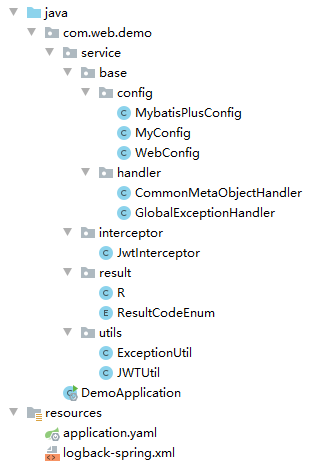 java
com.web.demo
service
base
config
MybatisPlusConfig
MyConfig
WebConfig
handler
CommonMetaObjectHandler
GlobalExceptionHandler
interceptor
JwtInterceptor
result
R
ResultCodeEnum
utils
ExceptionUtil
JWTUtil
DemoApplication
resources
application.yaml
logback-spring.xml